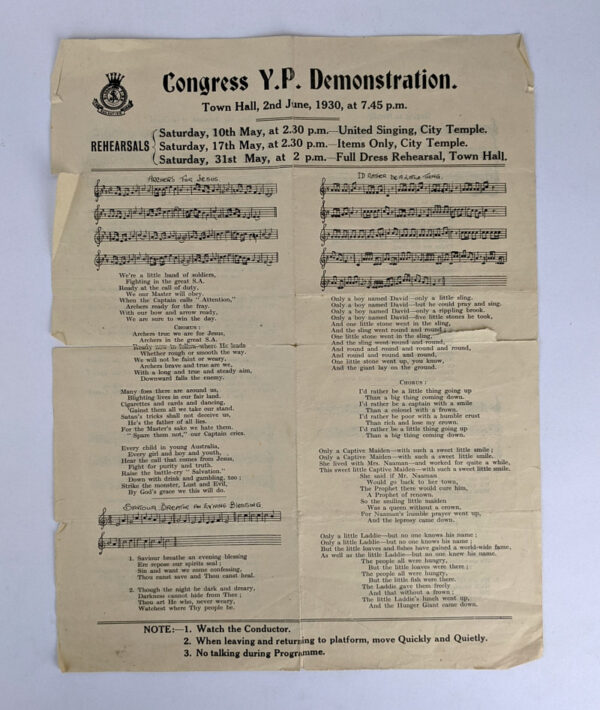 Congress Y.P. Demonstration.
Town Hall, 2nd June, 1930, at 7.45 p.m.
REHEARSALS
Saturday, 10th May, at 2.30 p.m.—United Singing, City Temple.
Saturday, 17th May, at 2.30 p.m.—Items Only, City Temple.
Saturday, 31st May, at 2 p.m.—Full Dress Rehearsal, Town Hall.
ARCHERS FOR JESUS.
We're a little band of soldiers,
Fighting in the great S.A.
Ready at the call of duty,
We our Master will obey.
When the Captain calls "Attention,"
Archers ready for the fray.
With our bow and arrow ready,
We are sure to win the day.
CHORUS:
Archers true we are for Jesus,
Archers in the great S.A.
Ready now to follow where He leads
Whether rough or smooth the way.
We will not be faint or weary,
Archers brave and true are we,
With a long and true and steady aim,
Downward falls the enemy.
Many foes there are around us,
Blighting lives in our fair land.
Cigarettes and cards and dancing,
'Gainst them all we take our stand.
Satan's tricks shall not deceive us,
He's the father of all lies.
For the Master's sake we hate them.
"Spare them not," our Captain cries.
Every child in young Australia,
Every girl and boy and youth,
Hear the call that comes from Jesus,
Fight for purity and truth.
Raise the battle-cry "Salvation."
Down with drink and gambling, too;
Strike the monster, Lust and Evil,
By God's grace we this will do.
SAVIOUR BREATHE AN EVENING BLESSING
1. Saviour breathe an evening blessing
Ere repose our spirits seal;
Sin and want we come confessing,
Thou canst save and Thou canst heal.
2. Though the night be dark and dreary,
Darkness cannot hide from Thee;
Thou art He who, never weary,
Watchest where Thy people be.
I'D RATHER BE A LITTLE THING.
Only a boy named David—only a little sling.
Only a boy named David—but he could pray and sing.
Only a boy named David—only a rippling brook.
Only a boy named David—five little stones he took,
And one little stone went in the sling,
And the sling went round and round;
One little stone went in the sling,
And the sling went round and round,
And round and round and round and round,
And round and round and round,
One little stone went up, you know,
And the giant lay on the ground.
CHORUS:
I'd rather be a little thing going up
Than a big thing coming down.
I'd rather be a captain with a smile
Than a colonel with a frown.
I'd rather be poor with a humble crust
Than rich and lose my crown.
I'd rather be a little thing going up
Than a big thing coming down.
Only a Captive Maiden—with such a sweet little smile;
Only a Captive Maiden—with such a sweet little smile.
She lived with Mrs. Naaman—and worked for quite a while,
This sweet little Captive Maiden—with such a sweet little smile.
She said if Mr. Naaman
Would go back to her town,
The Prophet there would cure him,
A Prophet of renown.
So the smiling little maiden
Was a queen without a crown,
For Naaman's humble prayer went up,
And the leprosy came down.
Only a little Laddie—but no one knows his name;
Only a little Laddie—but no one knows his name;
But the little loaves and fishes have gained a world-wide fame,
As well as the little Laddie—but no one knew his name.
The people all were hungry,
But the little loaves were there;
The people all were hungry,
But the little fish were there.
The Laddie gave them freely
And that without a frown;
The little Laddie's lunch went up,
And the Hunger Giant came down.
NOTE:—1. Watch the Conductor.
2. When leaving and returning to platform, move Quickly and Quietly.
3. No talking during Programme.